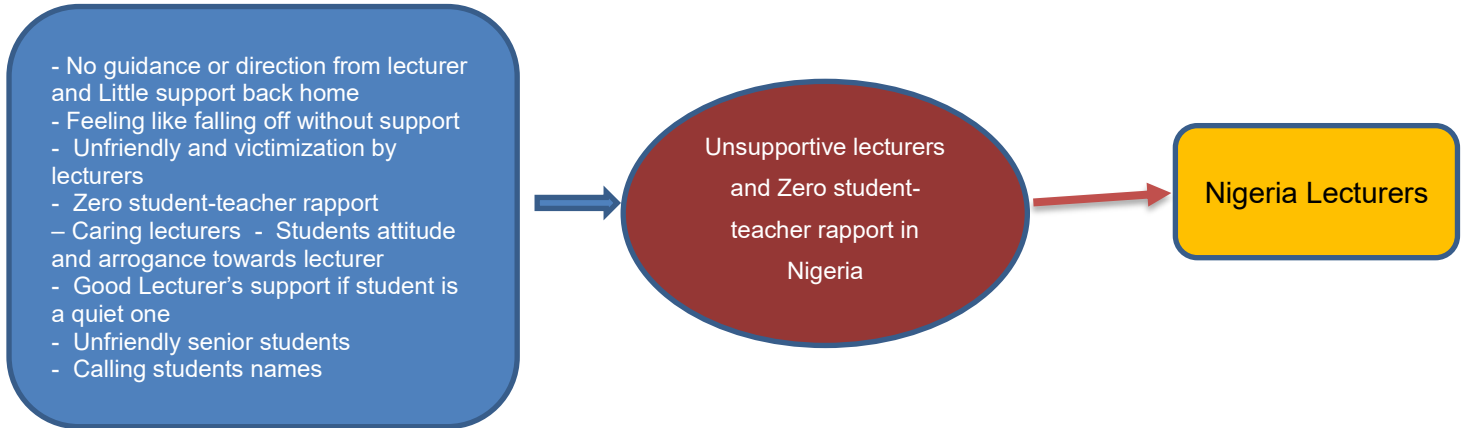 - No guidance or direction from lecturer
and Little support back home
- Feeling like falling off without support
-  Unfriendly and victimization by
lecturers
-  Zero student-teacher rapport
– Caring lecturers  -  Students attitude
and arrogance towards lecturer
-  Good Lecturer’s support if student is
a quiet one
-  Unfriendly senior students
-  Calling students names
Unsupportive lecturers
and Zero student-
teacher rapport in
Nigeria
Nigeria Lecturers